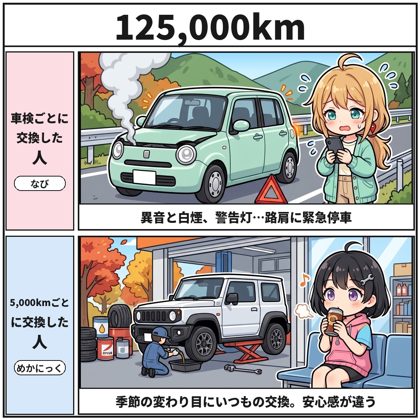 125,000km
車検ごとに
交換した
人
なび
異音と白煙、警告灯…路肩に緊急停車
5,000kmごと
に交換した
人
めかにっく
季節の変わり目にいつもの交換。安心感が違う